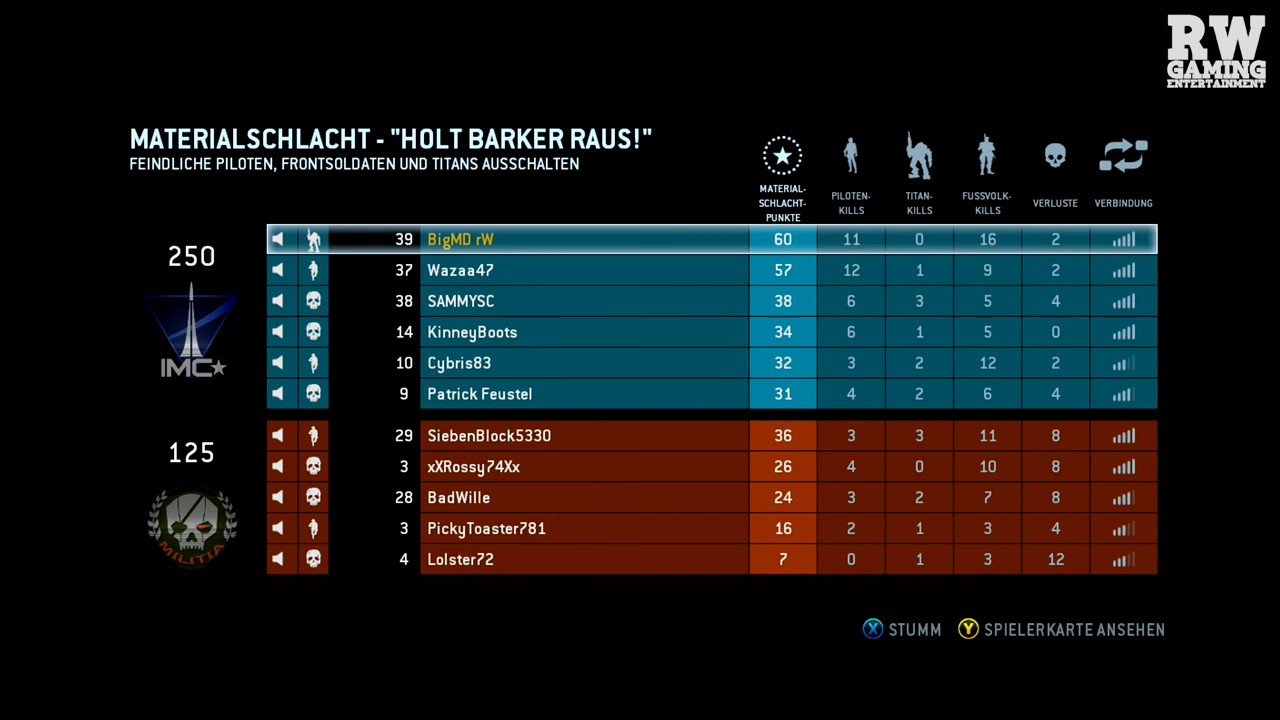 RW
GAMING
ENTERTAINMENT
MATERIALSCHLACHT - "HOLT BARKER RAUS!"
FEINDLICHE PILOTEN, FRONTSOLDATEN UND TITANS AUSSCHALTEN
MATERIAL-
SCHLACHT-
PUNKTE
PILOTEN-
KILLS
TITAN-
KILLS
FUSSVOLK-
KILLS
VERLUSTE
VERBINDUNG
250
IMC
39 BigMD rW 60 11 0 16 2
37 Wazaa47 57 12 1 9 2
38 SAMMYSC 38 6 3 5 4
14 KinneyBoots 34 6 1 5 0
10 Cybris83 32 3 2 12 2
9 Patrick Feustel 31 4 2 6 4
125
MILITIA
29 SiebenBlock5330 36 3 3 11 8
3 xXRossy74Xx 26 4 0 10 8
28 BadWille 24 3 2 7 8
3 PickyToaster781 16 2 1 3 4
4 Lolster72 7 0 1 3 12
X STUMM Y SPIELERKARTE ANSEHEN